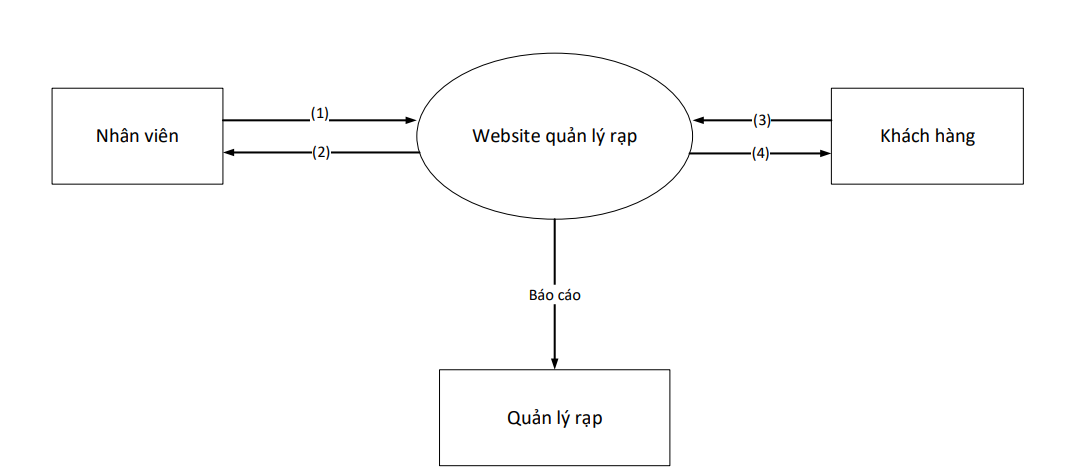 Nhân viên
(1)
(2)
Website quản lý rạp
(3)
(4)
Khách hàng
Báo cáo
Quản lý rạp